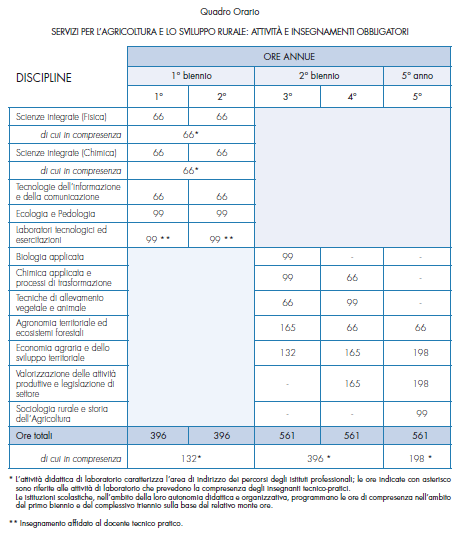 Quadro Orario
SERVIZI PER L'AGRICOLTURA E LO SVILUPPO RURALE: ATTIVITÀ E INSEGNAMENTI OBBLIGATORI
DISCIPLINE
ORE ANNUE
1° biennio 2° biennio 5° anno
1° 2° 3° 4° 5°
Scienze integrate (Fisica) 66 66
di cui in compresenza 66*
Scienze integrate (Chimica) 66 66
di cui in compresenza 66*
Tecnologie dell'informazione
e della comunicazione 66 66
Ecologia e Pedologia 99 99
Laboratori tecnologici ed
esercitazioni 99 ** 99 **
Biologia applicata 99 - -
Chimica applicata e
processi di trasformazione 99 66 -
Tecniche di allevamento
vegetale e animale 66 99 -
Agronomia territoriale ed
ecosistemi forestali 165 66 66
Economia agraria e dello
sviluppo territoriale 132 165 198
Valorizzazione delle attività
produttive e legislazione di
settore - 165 198
Sociologia rurale e storia
dell'Agricoltura - - 99
Ore totali 396 396 561 561 561
di cui in compresenza 132* 396 * 198 *
* L'attività didattica di laboratorio caratterizza l'area di indirizzo dei percorsi degli istituti professionali; le ore indicate con asterisco
sono riferite alle attività di laboratorio che prevedono la compresenza degli insegnanti tecnico-pratici.
Le istituzioni scolastiche, nell'ambito della loro autonomia didattica e organizzativa, programmano le ore di compresenza nell'ambito
del primo biennio e del complessivo triennio sulla base del relativo monte ore.
** Insegnamento affidato al docente tecnico pratico.